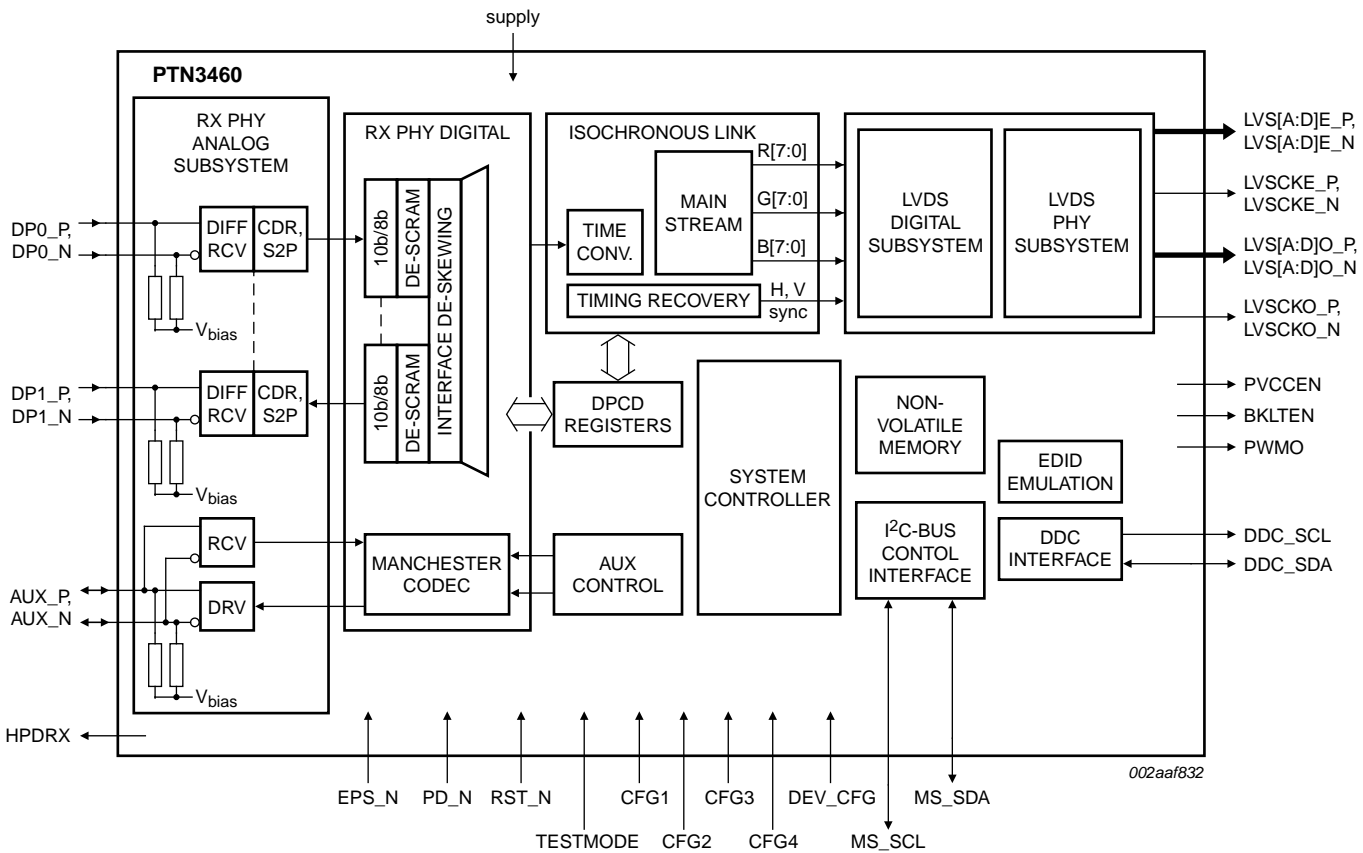 supply
PTN3460
RX PHY
ANALOG
SUBSYSTEM
DP0_P,
DP0_N
DIFF
RCV
CDR,
S2P
Vbias
DP1_P,
DP1_N
DIFF
RCV
CDR,
S2P
Vbias
RCV
AUX_P,
AUX_N
DRV
Vbias
HPDRX
RX PHY DIGITAL
10b/8b
DE-SCRAM
10b/8b
DE-SCRAM
INTERFACE DE-SKEWING
MANCHESTER
CODEC
ISOCHRONOUS LINK
TIME
CONV.
MAIN
STREAM
R[7:0]
G[7:0]
B[7:0]
TIMING RECOVERY
H, V
sync
DPCD
REGISTERS
AUX
CONTROL
SYSTEM
CONTROLLER
LVDS
DIGITAL
SUBSYSTEM
LVDS
PHY
SUBSYSTEM
NON-
VOLATILE
MEMORY
EDID
EMULATION
I2C-BUS
CONTOL
INTERFACE
DDC
INTERFACE
LVS[A:D]E_P,
LVS[A:D]E_N
LVSCKE_P,
LVSCKE_N
LVS[A:D]O_P,
LVS[A:D]O_N
LVSCKO_P,
LVSCKO_N
PVCCEN
BKLTEN
PWMO
DDC_SCL
DDC_SDA
002aaf832
EPS_N
PD_N
RST_N
TESTMODE
CFG1
CFG2
CFG3
CFG4
DEV_CFG
MS_SCL
MS_SDA